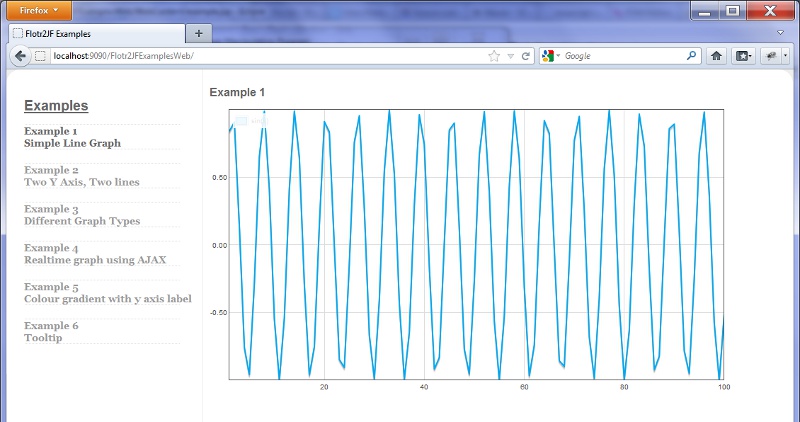 Firefox
Flotr2JF Examples
localhost:9090/Flotr2JFExamplesWeb/
Google
Examples
Example 1
Simple Line Graph
Example 2
Two Y Axis, Two lines
Example 3
Different Graph Types
Example 4
Realtime graph using AJAX
Example 5
Colour gradient with y axis label
Example 6
Tooltip
Example 1
0.50
0.00
-0.50
20
40
60
80
100